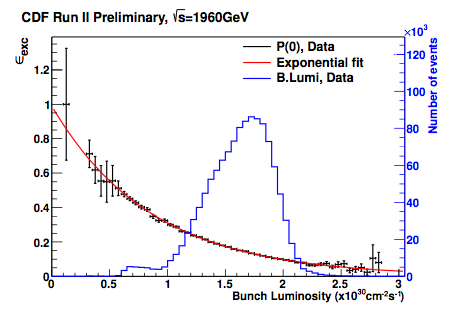 CDF Run II Preliminary, √s=1960GeV
ε_exc
×10³
P(0), Data
Exponential fit
B.Lumi, Data
Number of events
1.2
1
0.8
0.6
0.4
0.2
0
120
100
80
60
40
20
0
0 0.5 1 1.5 2 2.5 3
Bunch Luminosity (x10³⁰cm⁻²s⁻¹)